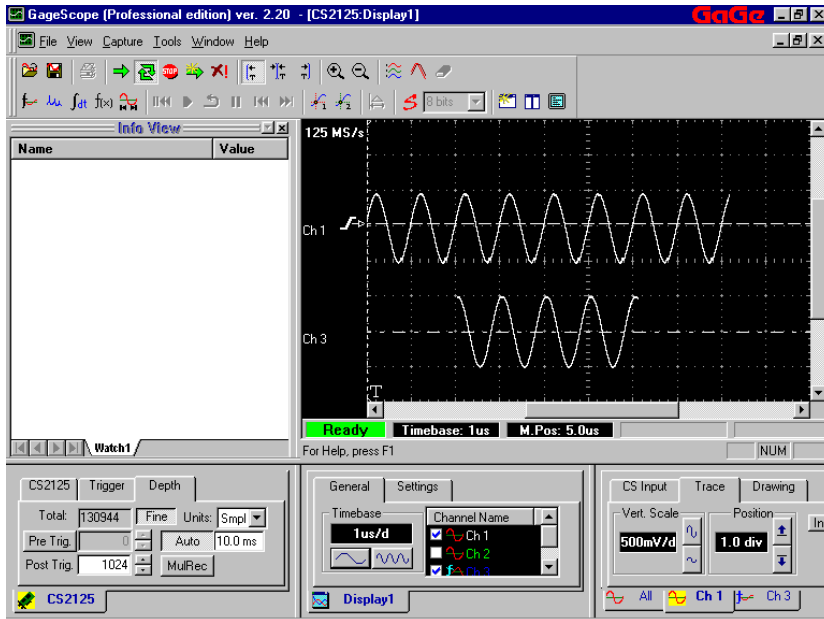 GageScope (Professional edition) ver. 2.20 - [CS2125:Display1]
GaGe
File View Capture Tools Window Help
∫dt f(x) 1 2 8 bits
Info View
Name Value
125 MS/s
Ch 1
Ch 3
T
Ready Timebase: 1us M.Pos: 5.0us
Watch1
For Help, press F1 NUM
CS2125 Trigger Depth
Total: 130944 Fine Units: Smpl
Pre Trig. 0 Auto 10.0 ms
Post Trig. 1024 MulRec
CS2125
General Settings
Timebase
1us/d
Channel Name
Ch 1
Ch 2
Ch 3
Display1
CS Input Trace Drawing
Vert. Scale Position
500mV/d 1.0 div
In
All Ch 1 Ch 3